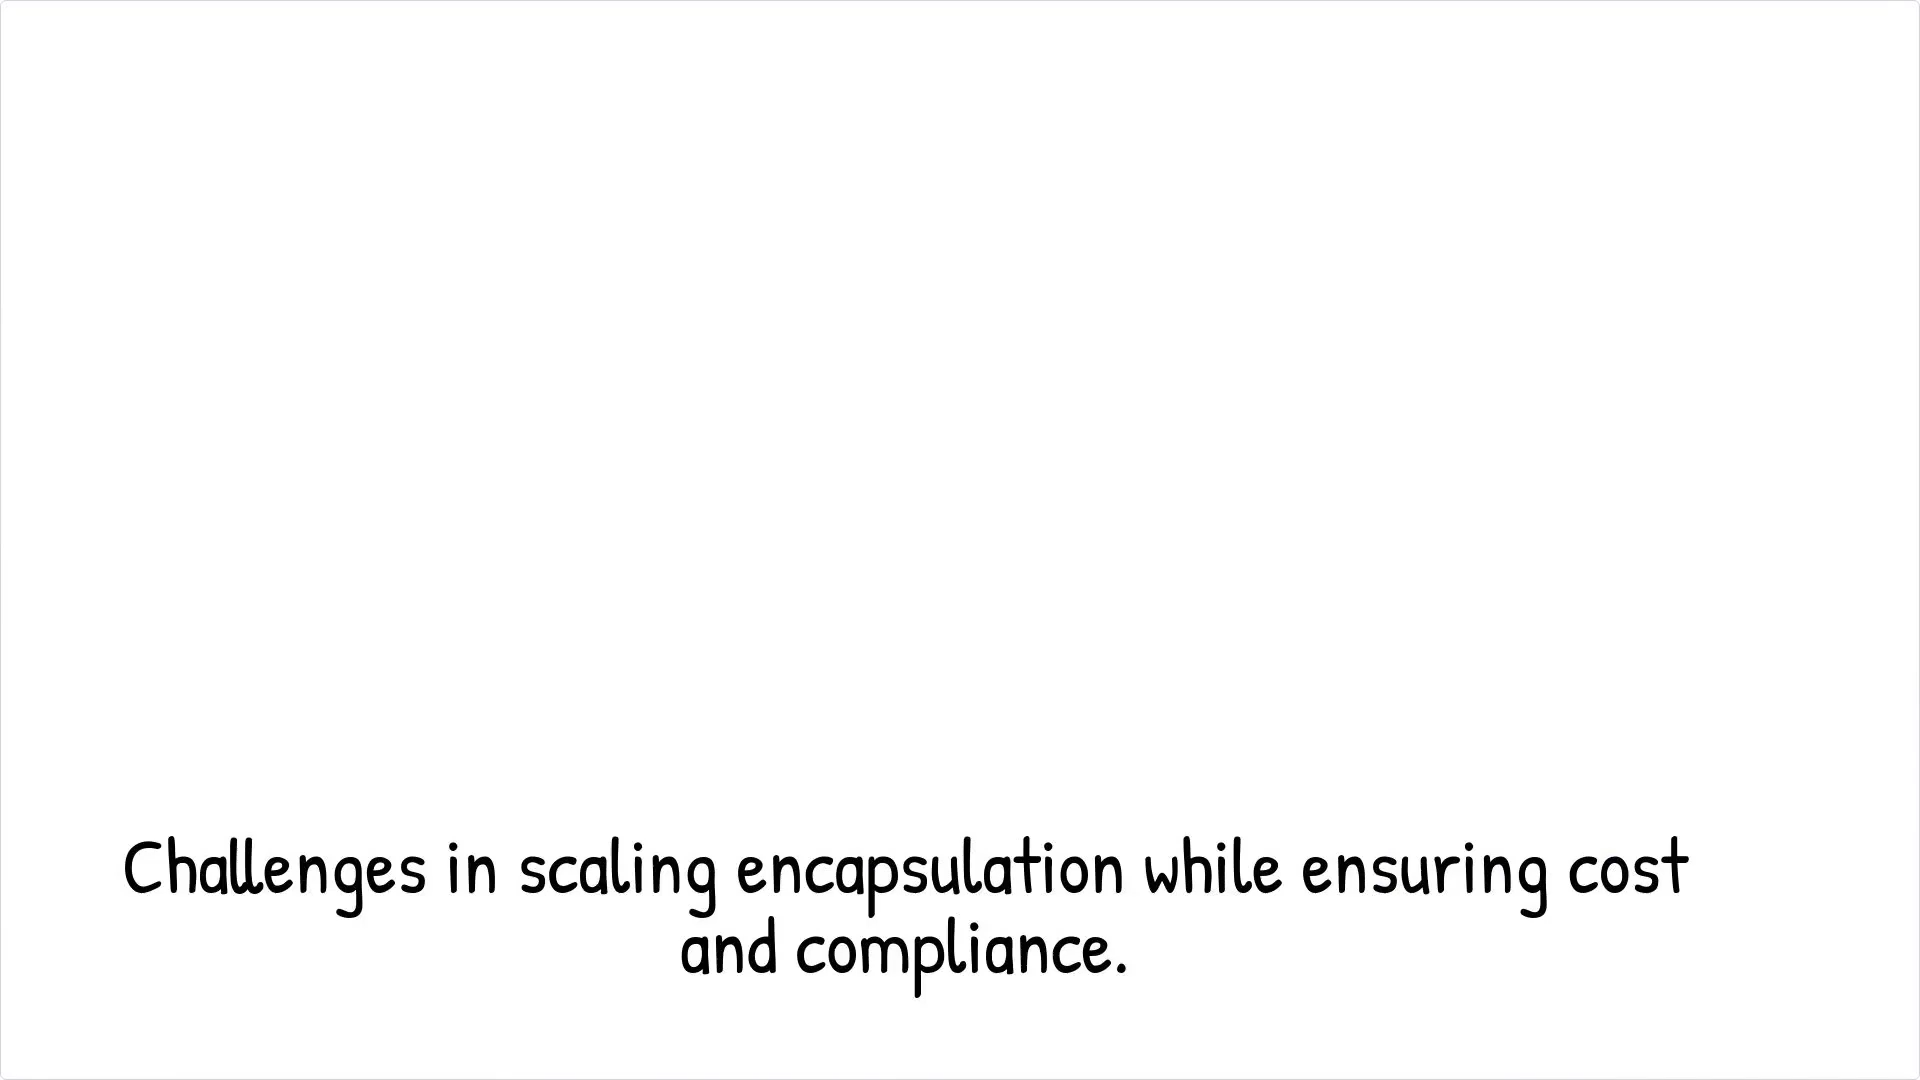 Challenges in scaling encapsulation while ensuring cost
and compliance.